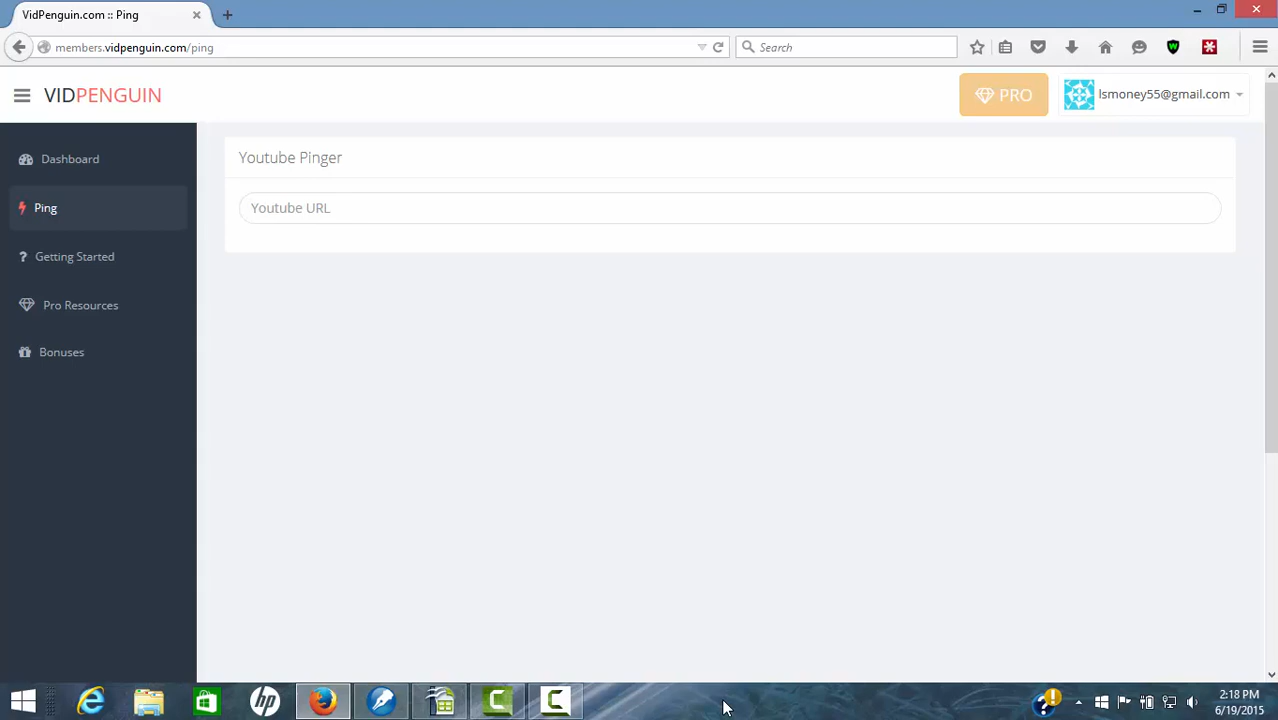 VidPenguin.com :: Ping
members.vidpenguin.com/ping
Search
VIDPENGUIN
PRO
lsmoney55@gmail.com
Dashboard
Youtube Pinger
Ping
Youtube URL
Getting Started
Pro Resources
Bonuses
2:18 PM
6/19/2015